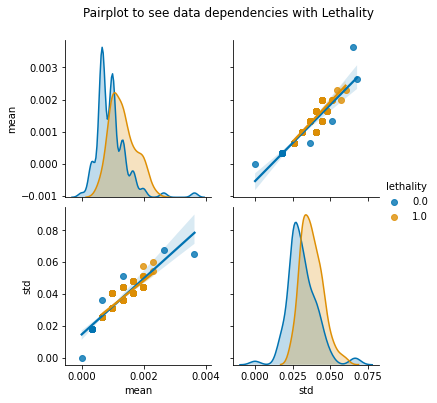 Pairplot to see data dependencies with Lethality
0.003
0.002
0.001
0.000
−0.001
mean
lethality
0.0
1.0
0.08
0.06
0.04
0.02
0.00
std
0.000 0.002 0.004
mean
0.000 0.025 0.050 0.075
std